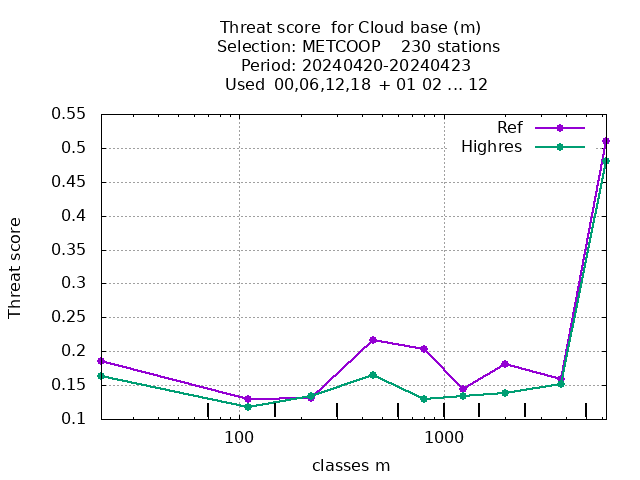 Threat score  for Cloud base (m)
Selection: METCOOP    230 stations
Period: 20240420-20240423
Used  00,06,12,18 + 01 02 ... 12
Ref
Highres
0.55
0.5
0.45
0.4
0.35
0.3
0.25
0.2
0.15
0.1
Threat score
100 1000
classes m